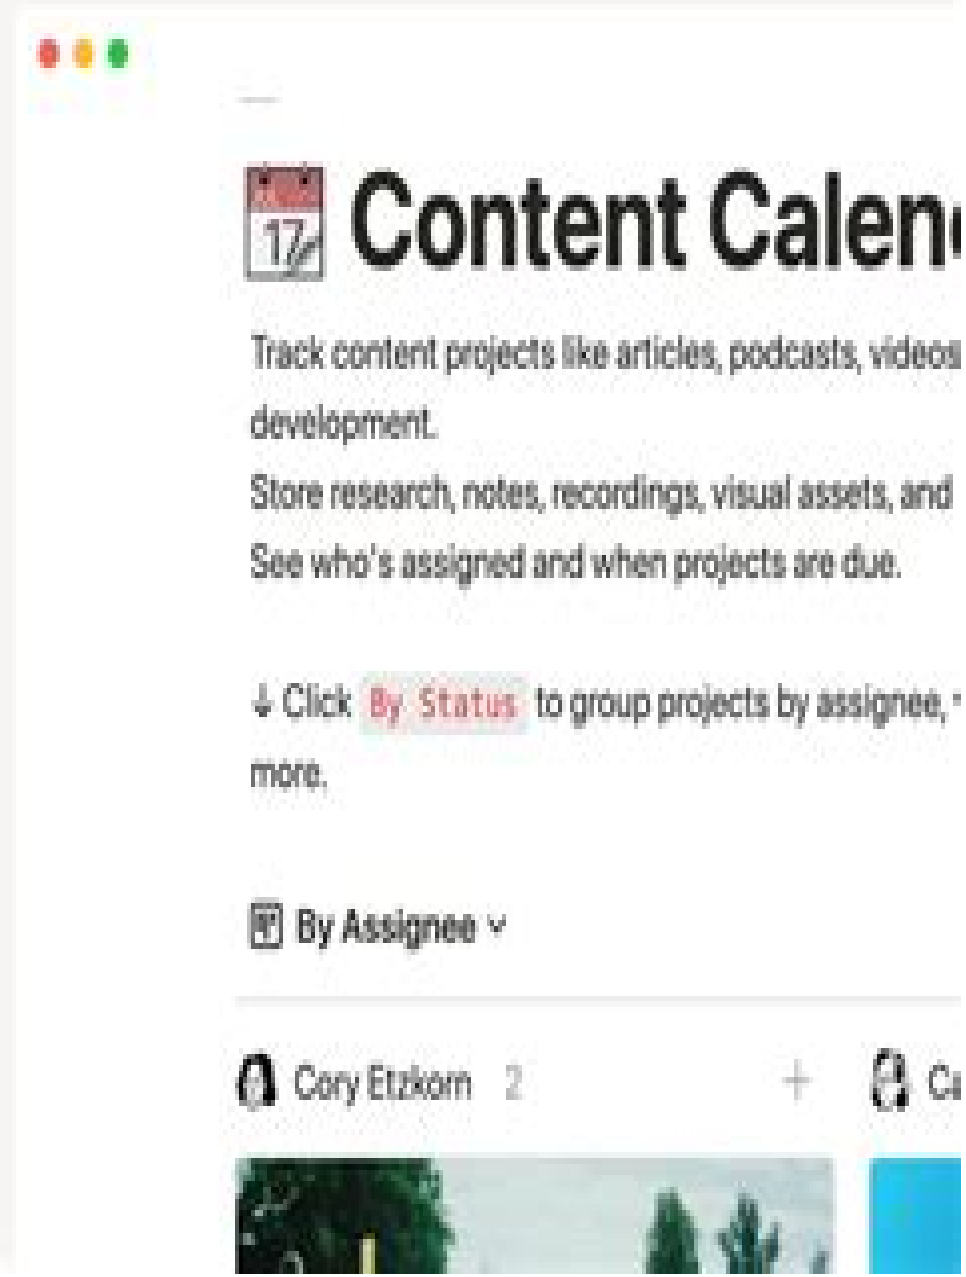 17
Content Calen
Track content projects like articles, podcasts, videos
development.
Store research, notes, recordings, visual assets, and
See who's assigned and when projects are due.
↓ Click By Status to group projects by assignee,
more.
By Assignee
Cory Etzkorn 2 + Ca